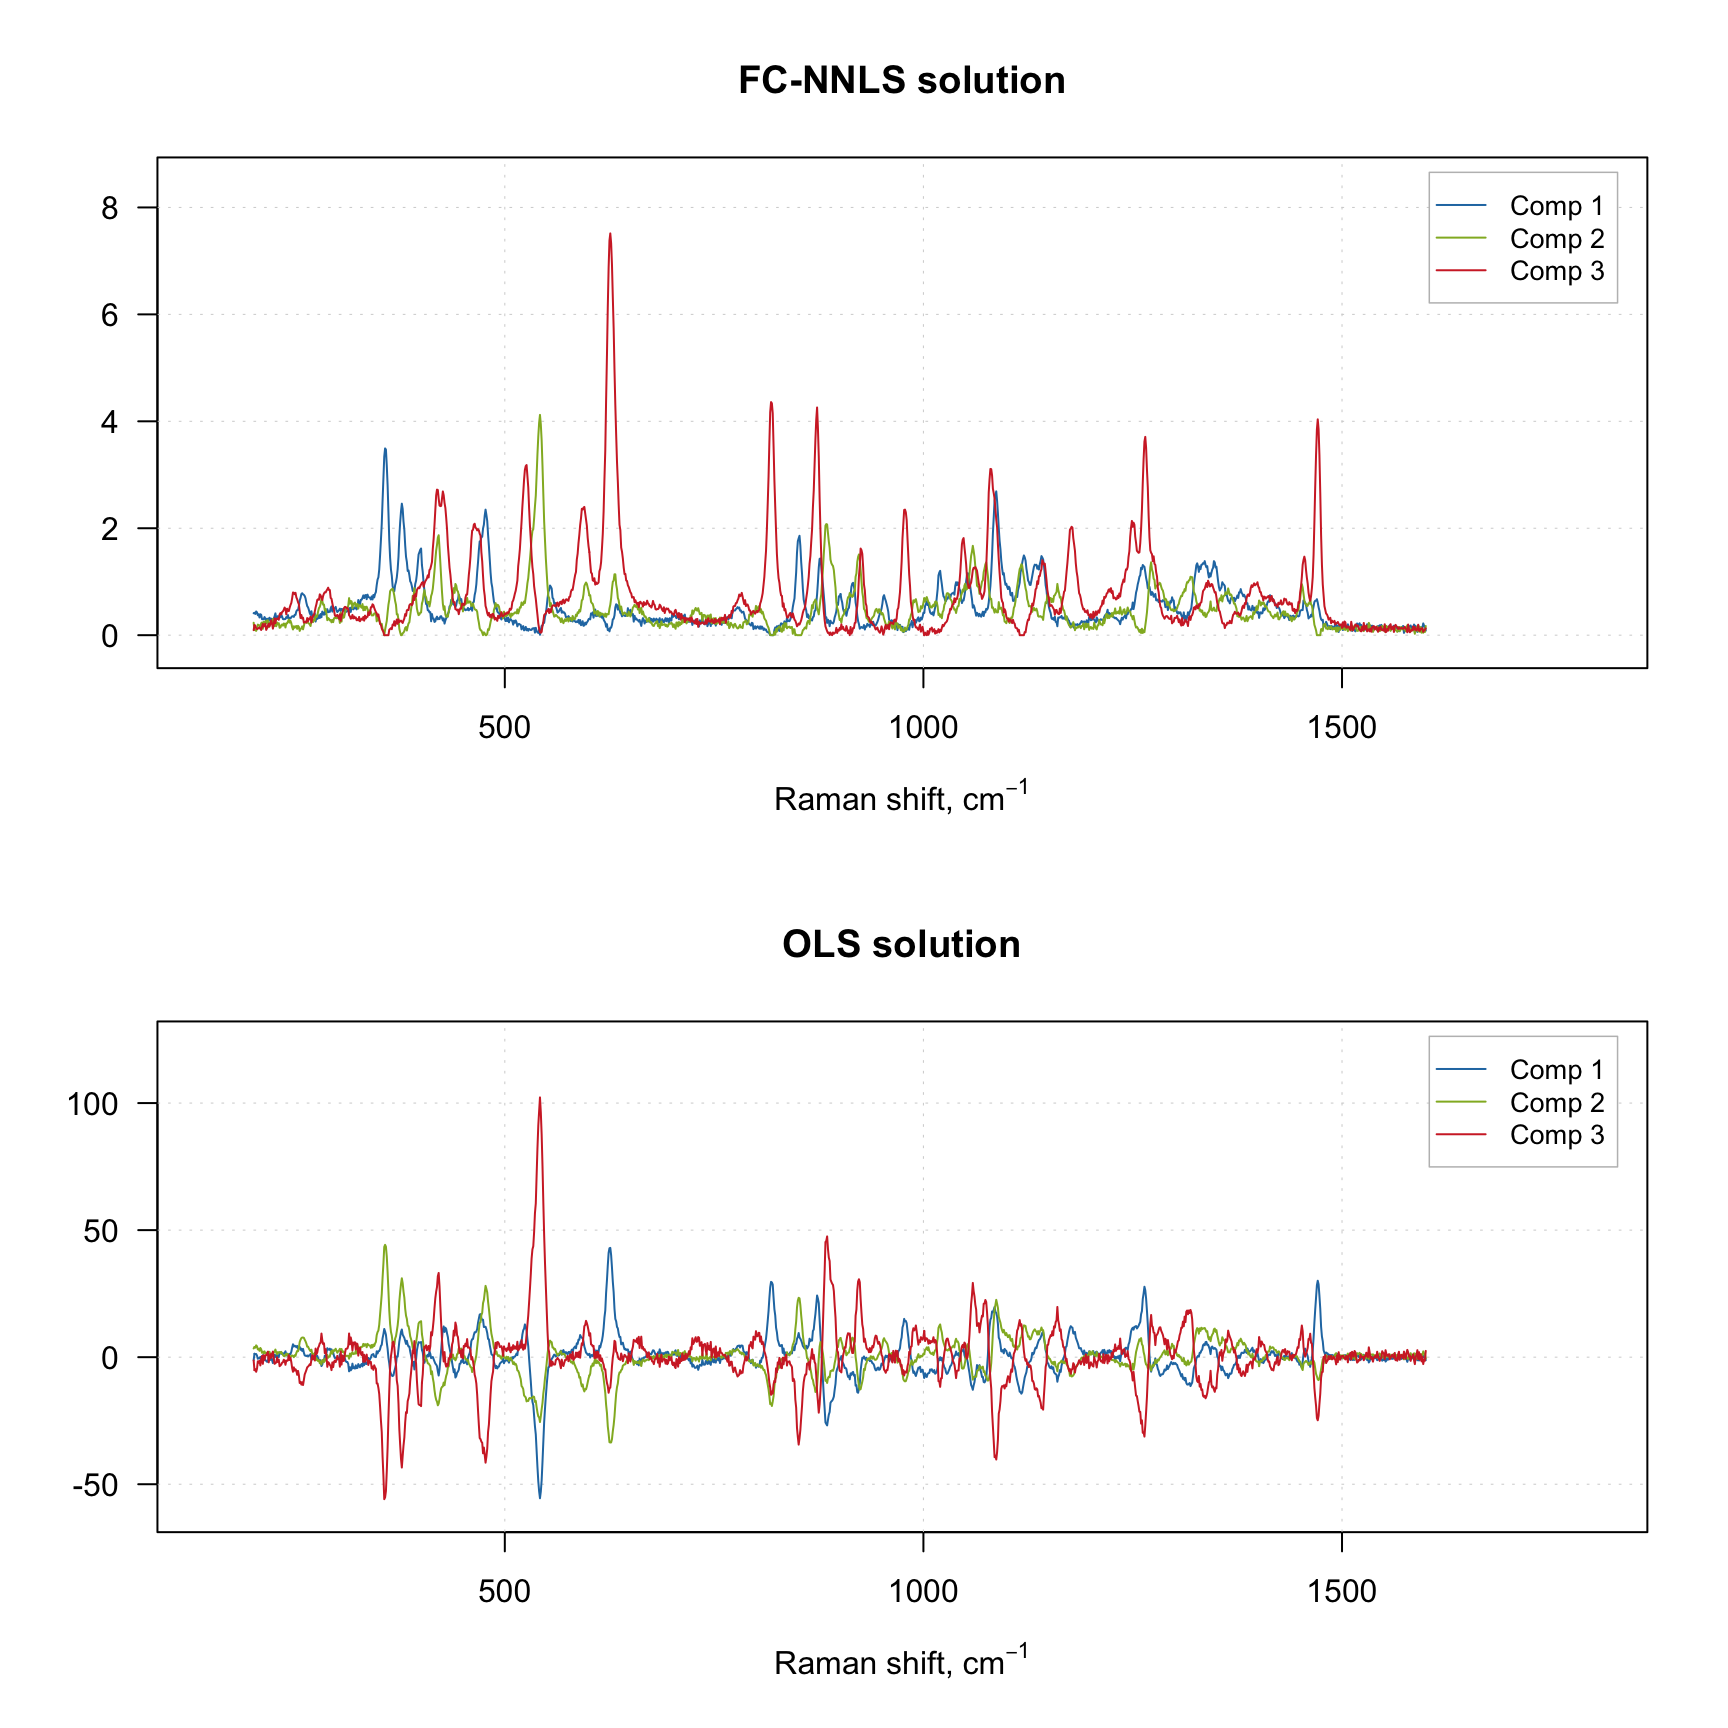 FC-NNLS solution
Comp 1
Comp 2
Comp 3
8
6
4
2
0
500 1000 1500
Raman shift, cm⁻¹
OLS solution
Comp 1
Comp 2
Comp 3
100
50
0
-50
500 1000 1500
Raman shift, cm⁻¹